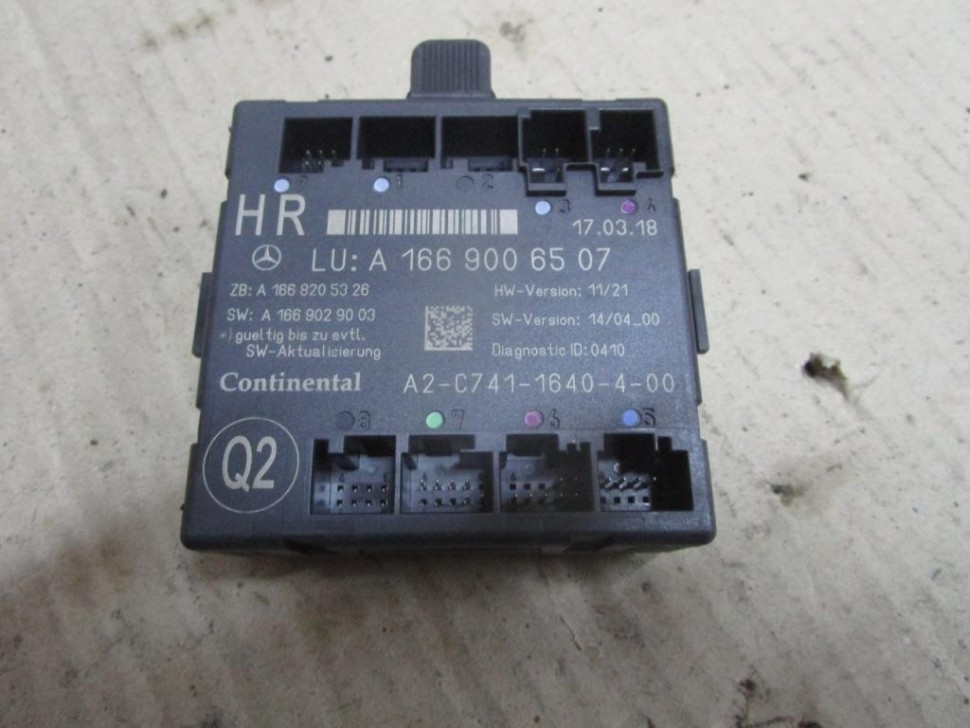 1 2
3 4
HR
17.03.18
LU: A 166 900 65 07
ZB: A 166 820 53 26
HW-Version: 11/21
SW: A 166 902 90 03
SW-Version: 14/04_00
*) gueltig bis zu evtl.
SW-Aktualisierung
Diagnostic ID: 0410
Continental
A2-C741-1640-4-00
8 7 6 5
Q2